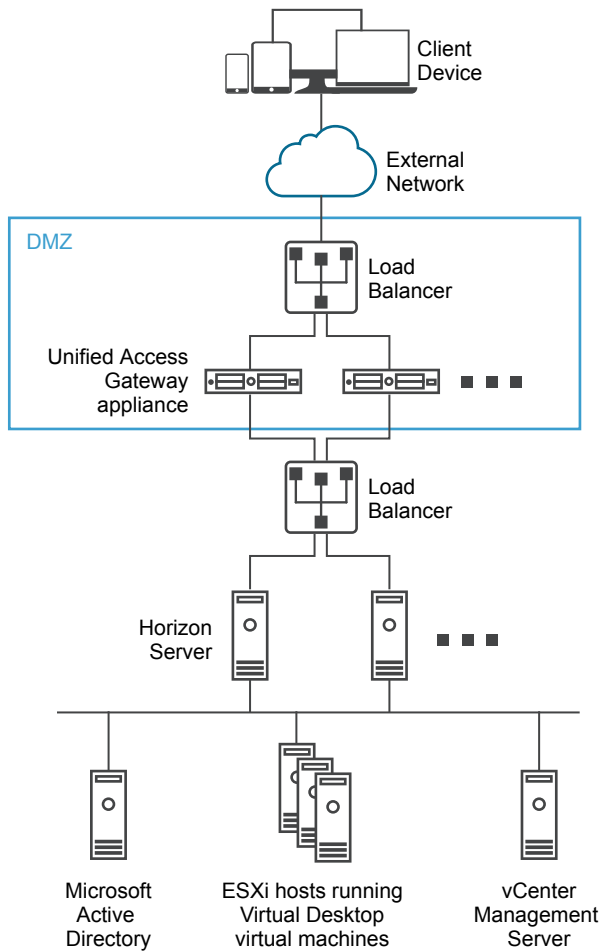 Client
Device
External
Network
DMZ
Load
Balancer
Unified Access
Gateway
appliance
Load
Balancer
Horizon
Server
Microsoft
Active
Directory
ESXi hosts running
Virtual Desktop
virtual machines
vCenter
Management
Server